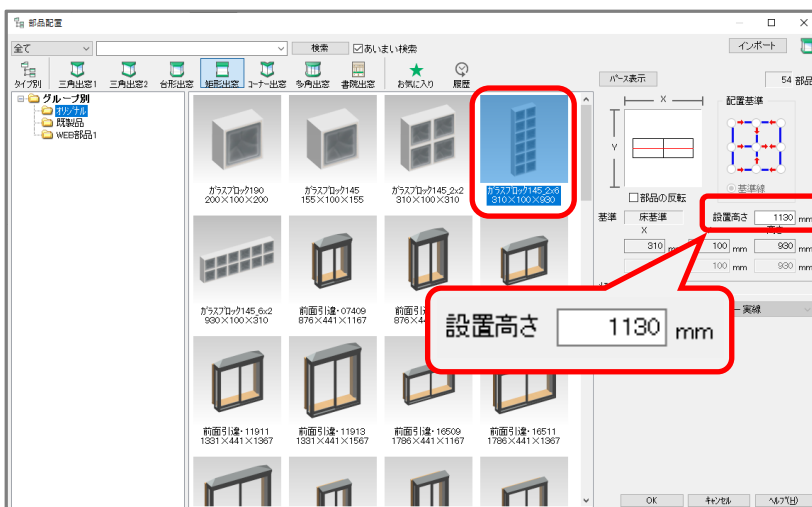 部品配置
全て
検索
あいまい検索
インポート
タイプ別
三角出窓1
三角出窓2
台形出窓
矩形出窓
コーナー出窓
多角出窓
書院出窓
お気に入り
履歴
パース表示
54 部品
グループ別
オリジナル
既製品
WEB部品1
ガラスブロック190
200×100×200
ガラスブロック145
155×100×155
ガラスブロック145_2x2
310×100×310
ガラスブロック145_2x6
310×100×930
ガラスブロック145_6x2
930×100×310
前面引違・07409
876×441×1167
前面引違・11911
1331×441×1367
前面引違・11913
1331×441×1567
前面引違・16509
1786×441×1167
前面引違・16511
1786×441×1367
X
Y
配置基準
基準線
部品の反転
基準
床基準
設置高さ
1130
mm
X
高さ
310
100 mm
930 mm
100 mm
930 mm
実線
設置高さ 1130 mm
OK
キャンセル
ヘルプ(H)